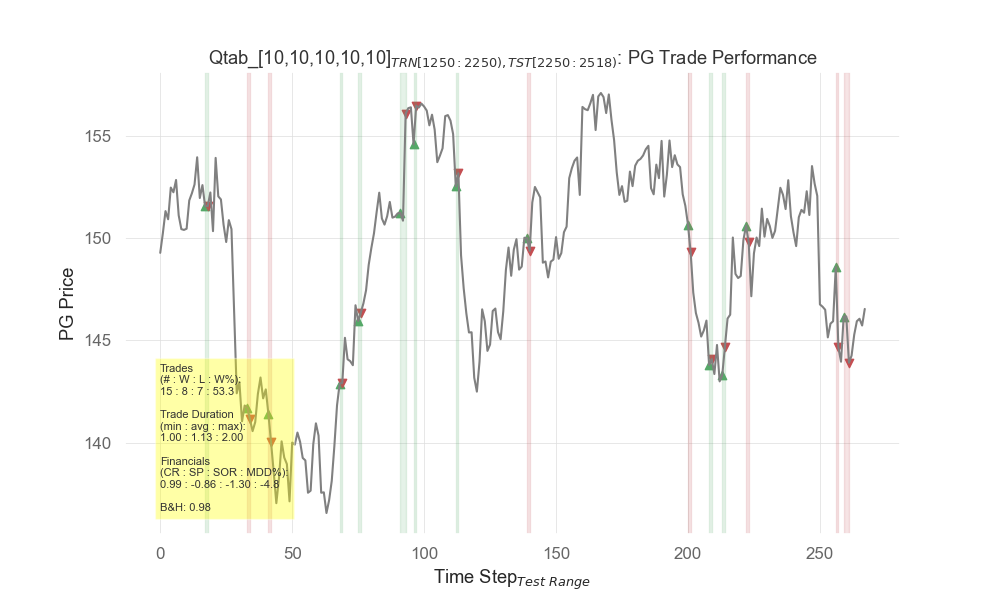 Qtab_[10,10,10,10,10]TRN[1250:2250),TST[2250:2518): PG Trade Performance
155
150
145
140
PG Price
Trades
(# : W : L : W%):
15 : 8 : 7 : 53.3
Trade Duration
(min : avg : max):
1.00 : 1.13 : 2.00
Financials
(CR : SP : SOR : MDD%):
0.99 : -0.86 : -1.30 : -4.8
B&H: 0.98
0 50 100 150 200 250
Time StepTest Range